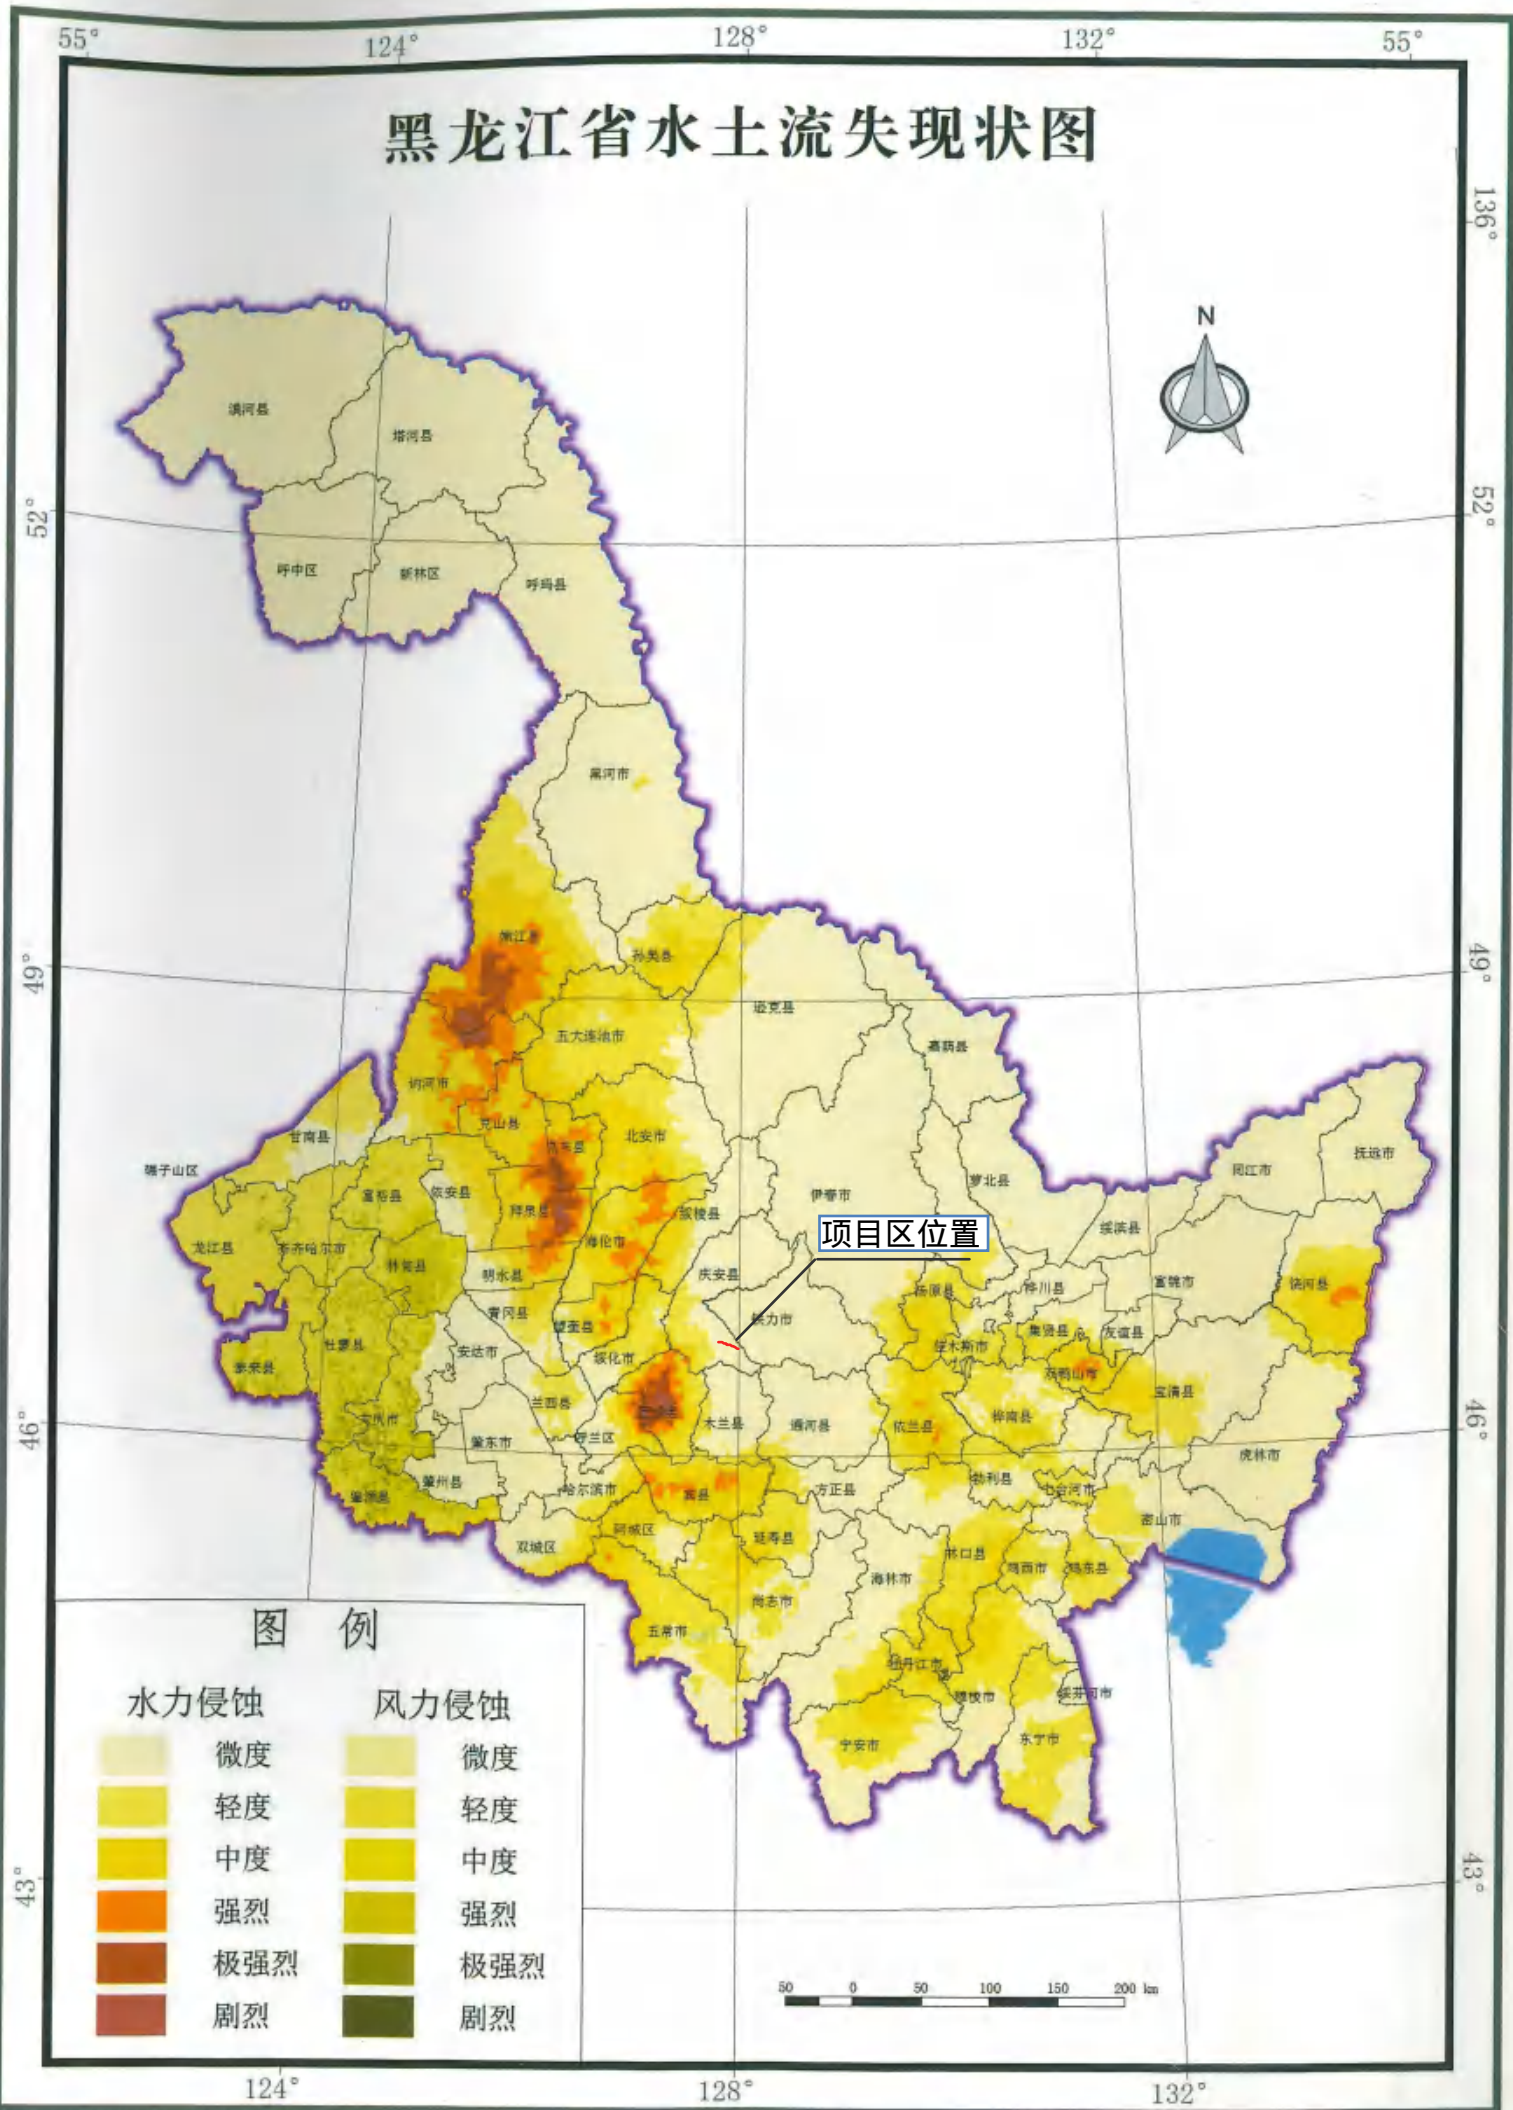 55°
124°
128°
132°
55°
黑龙江省水土流失现状图
136°
N
漠河县
塔河县
52°
52°
呼中区
新林区
呼玛县
黑河市
嫩江县
孙吴县
49°
49°
逊克县
五大连池市
嘉荫县
讷河市
克山县
北安市
甘南县
碾子山区
同江市
抚远市
富裕县
依安县
萝北县
伊春市
拜泉县
绥棱县
绥滨县
项目区位置
龙江县
齐齐哈尔市
海伦市
林甸县
明水县
庆安县
汤原县
桦川县
富锦市
饶河县
青冈县
望奎县
铁力市
集贤县
友谊县
杜蒙县
佳木斯市
安达市
绥化市
泰来县
双鸭山市
宝清县
兰西县
木兰县
通河县
依兰县
桦南县
46°
46°
肇东市
呼兰区
虎林市
肇州县
勃利县
七台河市
哈尔滨市
宾县
方正县
肇源县
密山市
阿城区
延寿县
双城区
林口县
鸡西市
鸡东县
海林市
尚志市
五常市
牡丹江市
穆棱市
绥芬河市
宁安市
东宁市
图 例
水力侵蚀 风力侵蚀
微度 微度
轻度 轻度
中度 中度
强烈 强烈
极强烈 极强烈
剧烈 剧烈
43°
43°
50 0 50 100 150 200 km
124°
128°
132°